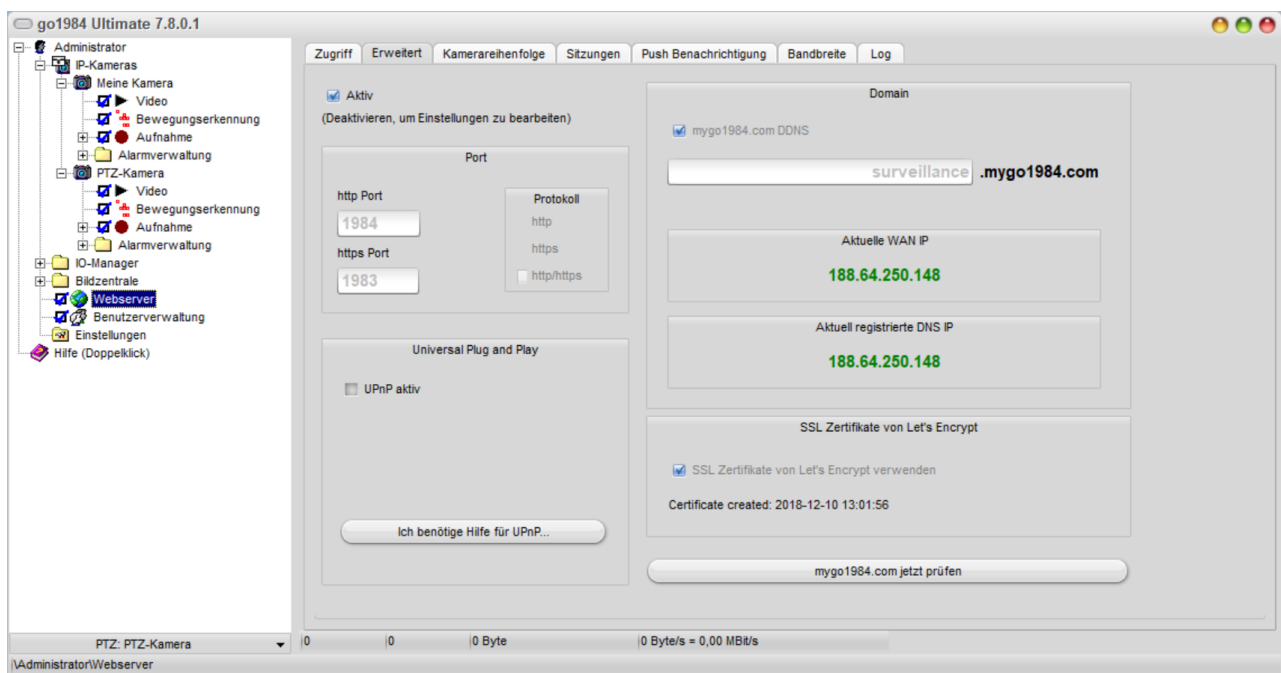 go1984 Ultimate 7.8.0.1
Administrator
IP-Kameras
Meine Kamera
Video
Bewegungserkennung
Aufnahme
Alarmverwaltung
PTZ-Kamera
Video
Bewegungserkennung
Aufnahme
Alarmverwaltung
IO-Manager
Bildzentrale
Webserver
Benutzerverwaltung
Einstellungen
Hilfe (Doppelklick)
PTZ: PTZ-Kamera
Zugriff Erweitert Kamerareihenfolge Sitzungen Push Benachrichtigung Bandbreite Log
Aktiv
(Deaktivieren, um Einstellungen zu bearbeiten)
Port
http Port
1984
https Port
1983
Protokoll
http
https
http/https
Universal Plug and Play
UPnP aktiv
Ich benötige Hilfe für UPnP...
Domain
mygo1984.com DDNS
surveillance .mygo1984.com
Aktuelle WAN IP
188.64.250.148
Aktuell registrierte DNS IP
188.64.250.148
SSL Zertifikate von Let's Encrypt
SSL Zertifikate von Let's Encrypt verwenden
Certificate created: 2018-12-10 13:01:56
mygo1984.com jetzt prüfen
0 0 0 Byte 0 Byte/s = 0,00 MBit/s
\Administrator\Webserver